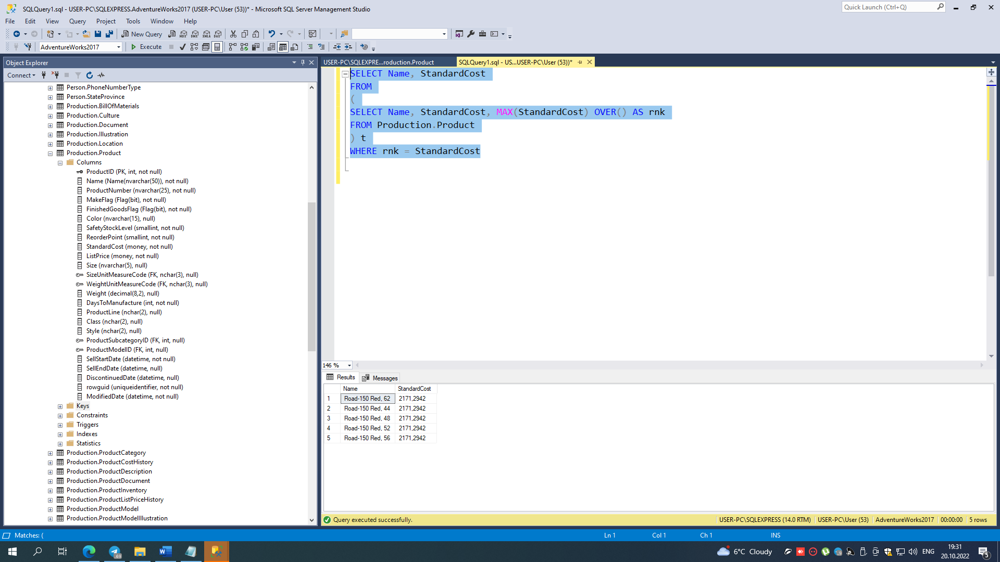 SQLQuery1.sql - USER-PC\SQLEXPRESS.AdventureWorks2017 (USER-PC\User (53))* - Microsoft SQL Server Management Studio
Quick Launch (Ctrl+Q)
File Edit View Query Project Tools Window Help
New Query
MDX DMX XMLA DAX
AdventureWorks2017
Execute
Object Explorer
Connect
Person.PhoneNumberType
Person.StateProvince
Production.BillOfMaterials
Production.Culture
Production.Document
Production.Illustration
Production.Location
Production.Product
Columns
ProductID (PK, int, not null)
Name (Name(nvarchar(50)), not null)
ProductNumber (nvarchar(25), not null)
MakeFlag (Flag(bit), not null)
FinishedGoodsFlag (Flag(bit), not null)
Color (nvarchar(15), null)
SafetyStockLevel (smallint, not null)
ReorderPoint (smallint, not null)
StandardCost (money, not null)
ListPrice (money, not null)
Size (nvarchar(5), null)
SizeUnitMeasureCode (FK, nchar(3), null)
WeightUnitMeasureCode (FK, nchar(3), null)
Weight (decimal(8,2), null)
DaysToManufacture (int, not null)
ProductLine (nchar(2), null)
Class (nchar(2), null)
Style (nchar(2), null)
ProductSubcategoryID (FK, int, null)
ProductModelID (FK, int, null)
SellStartDate (datetime, not null)
SellEndDate (datetime, null)
DiscontinuedDate (datetime, null)
rowguid (uniqueidentifier, not null)
ModifiedDate (datetime, not null)
Keys
Constraints
Triggers
Indexes
Statistics
Production.ProductCategory
Production.ProductCostHistory
Production.ProductDescription
Production.ProductDocument
Production.ProductInventory
Production.ProductListPriceHistory
Production.ProductModel
Production.ProductModelIllustration
USER-PC\SQLEXPRE...roduction.Product
SQLQuery1.sql - US...USER-PC\User (53))*
SELECT Name, StandardCost
FROM
(
SELECT Name, StandardCost, MAX(StandardCost) OVER() AS rnk
FROM Production.Product
) t
WHERE rnk = StandardCost
146 %
Results Messages
Name StandardCost
1 Road-150 Red, 62 2171,2942
2 Road-150 Red, 44 2171,2942
3 Road-150 Red, 48 2171,2942
4 Road-150 Red, 52 2171,2942
5 Road-150 Red, 56 2171,2942
Query executed successfully.
USER-PC\SQLEXPRESS (14.0 RTM) USER-PC\User (53) AdventureWorks2017 00:00:00 5 rows
Matches: (
Ln 1 Col 1 Ch 1 INS
6°C Cloudy
ENG
19:31
20.10.2022
5